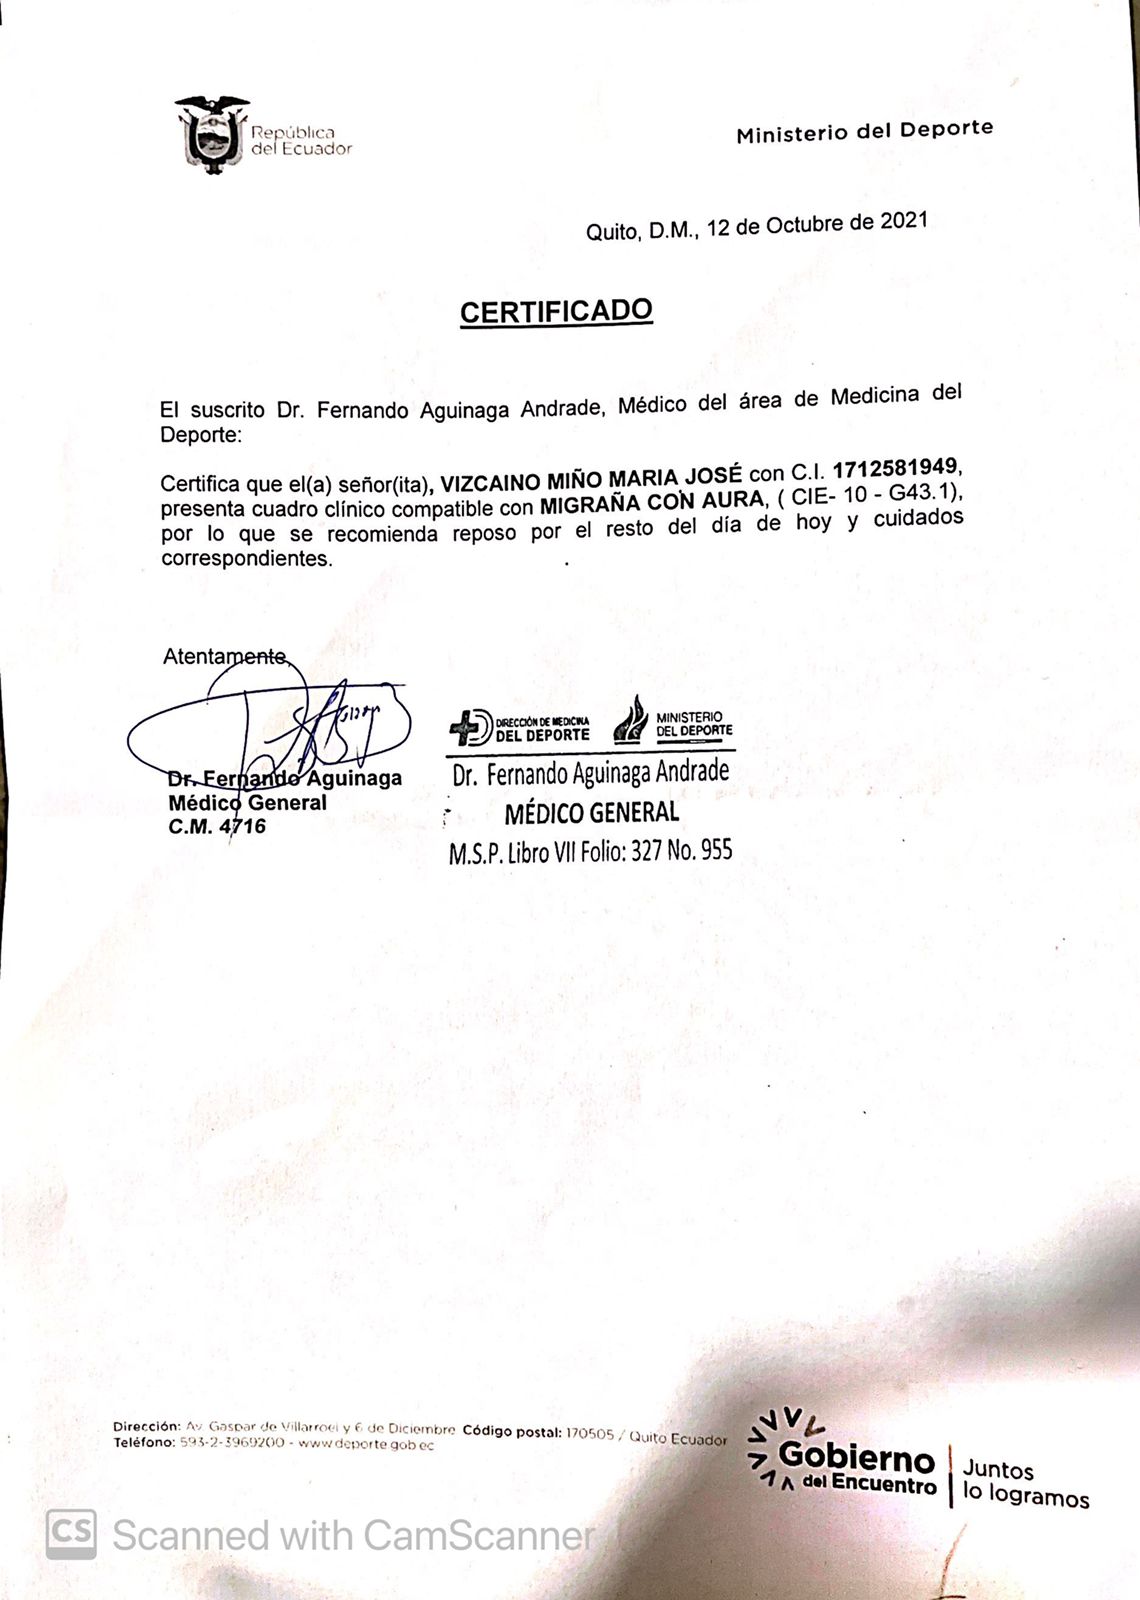 República
del Ecuador
Ministerio del Deporte
Quito, D.M., 12 de Octubre de 2021
CERTIFICADO
El suscrito Dr. Fernando Aguinaga Andrade, Médico del área de Medicina del
Deporte:
Certifica que el(a) señor(ita), VIZCAINO MIÑO MARIA JOSÉ con C.I. 1712581949,
presenta cuadro clínico compatible con MIGRAÑA CON AURA, ( CIE- 10 - G43.1),
por lo que se recomienda reposo por el resto del día de hoy y cuidados
correspondientes.
Atentamente,
Dr. Fernando Aguinaga
Médico General
C.M. 4716
DIRECCIÓN DE MEDICINA
DEL DEPORTE
MINISTERIO
DEL DEPORTE
Dr. Fernando Aguinaga Andrade
MÉDICO GENERAL
M.S.P. Libro VII Folio: 327 No. 955
Dirección: Av. Gaspar de Villarroel y 6 de Diciembre Código postal: 170505 / Quito Ecuador
Teléfono: 593-2-3969200 - www.deporte.gob.ec
Gobierno
del Encuentro
Juntos
lo logramos
CS Scanned with CamScanner